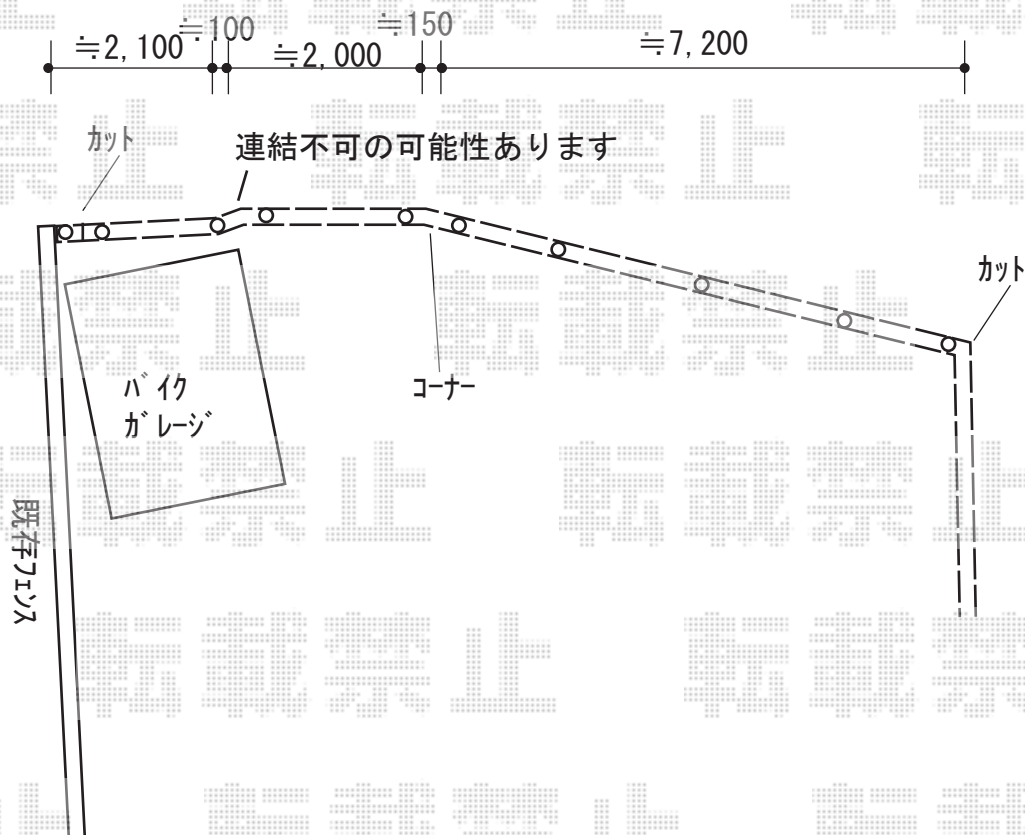 ≒2,100
≒100
≒2,000
≒150
≒7,200
カット
連結不可の可能性あります
カット
コーナー
バイク
ガレージ
既存フェンス
転載禁止